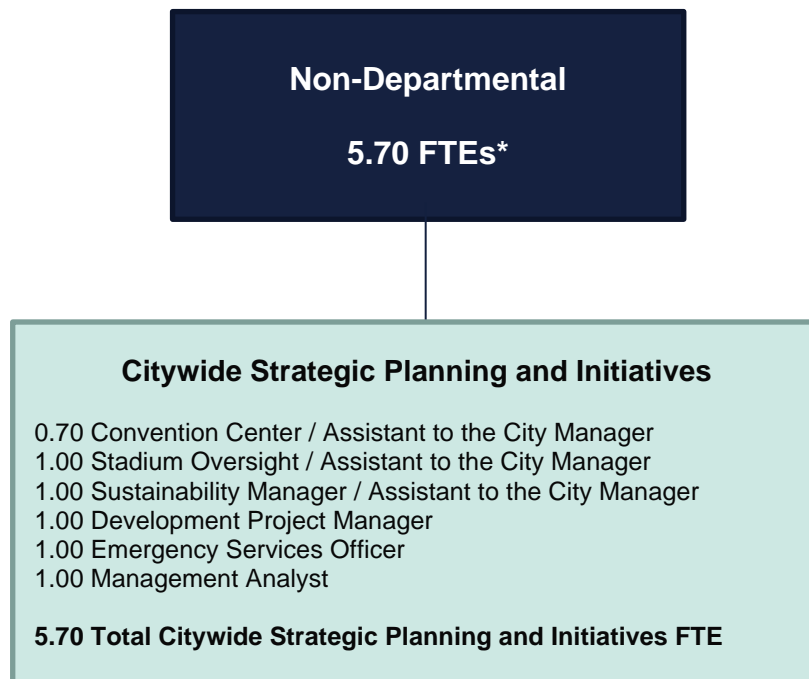 Non-Departmental
5.70 FTEs*
Citywide Strategic Planning and Initiatives
0.70 Convention Center / Assistant to the City Manager
1.00 Stadium Oversight / Assistant to the City Manager
1.00 Sustainability Manager / Assistant to the City Manager
1.00 Development Project Manager
1.00 Emergency Services Officer
1.00 Management Analyst
5.70 Total Citywide Strategic Planning and Initiatives FTE